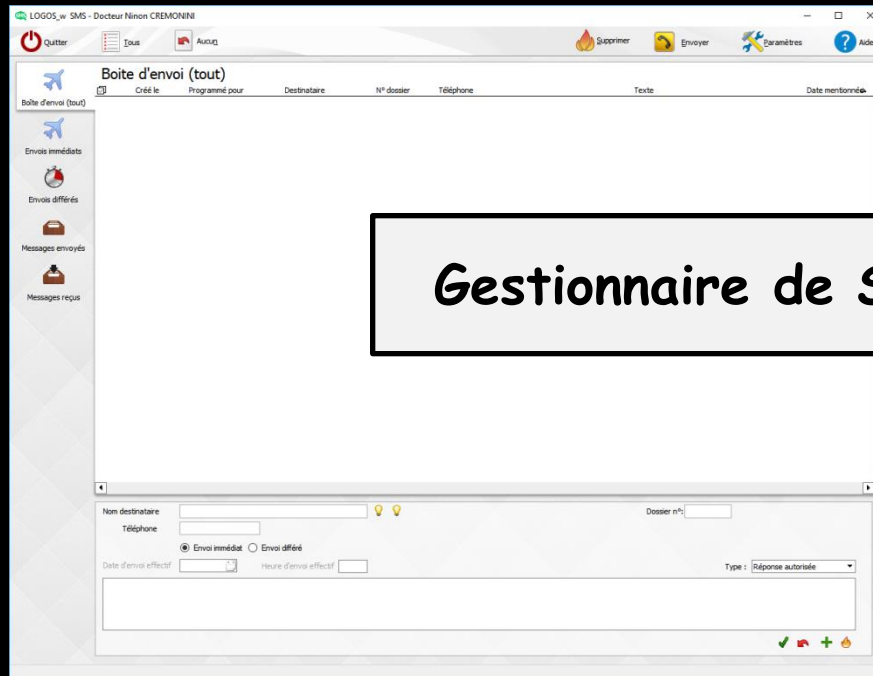 LOGOS_w SMS - Docteur Ninon CREMONINI
Quitter Tous Aucun Supprimer Envoyer Paramètres ? Aide
Boite d'envoi (tout)
Créé le Programmé pour Destinataire N° dossier Téléphone Texte Date mentionnée
Boîte d'envoi (tout)
Envois immédiats
Envois différés
Messages envoyés
Messages reçus
Gestionnaire de S
Nom destinataire Dossier n°:
Téléphone
Envoi immédiat Envoi différé
Date d'envoi effectif Heure d'envoi effectif Type : Réponse autorisée